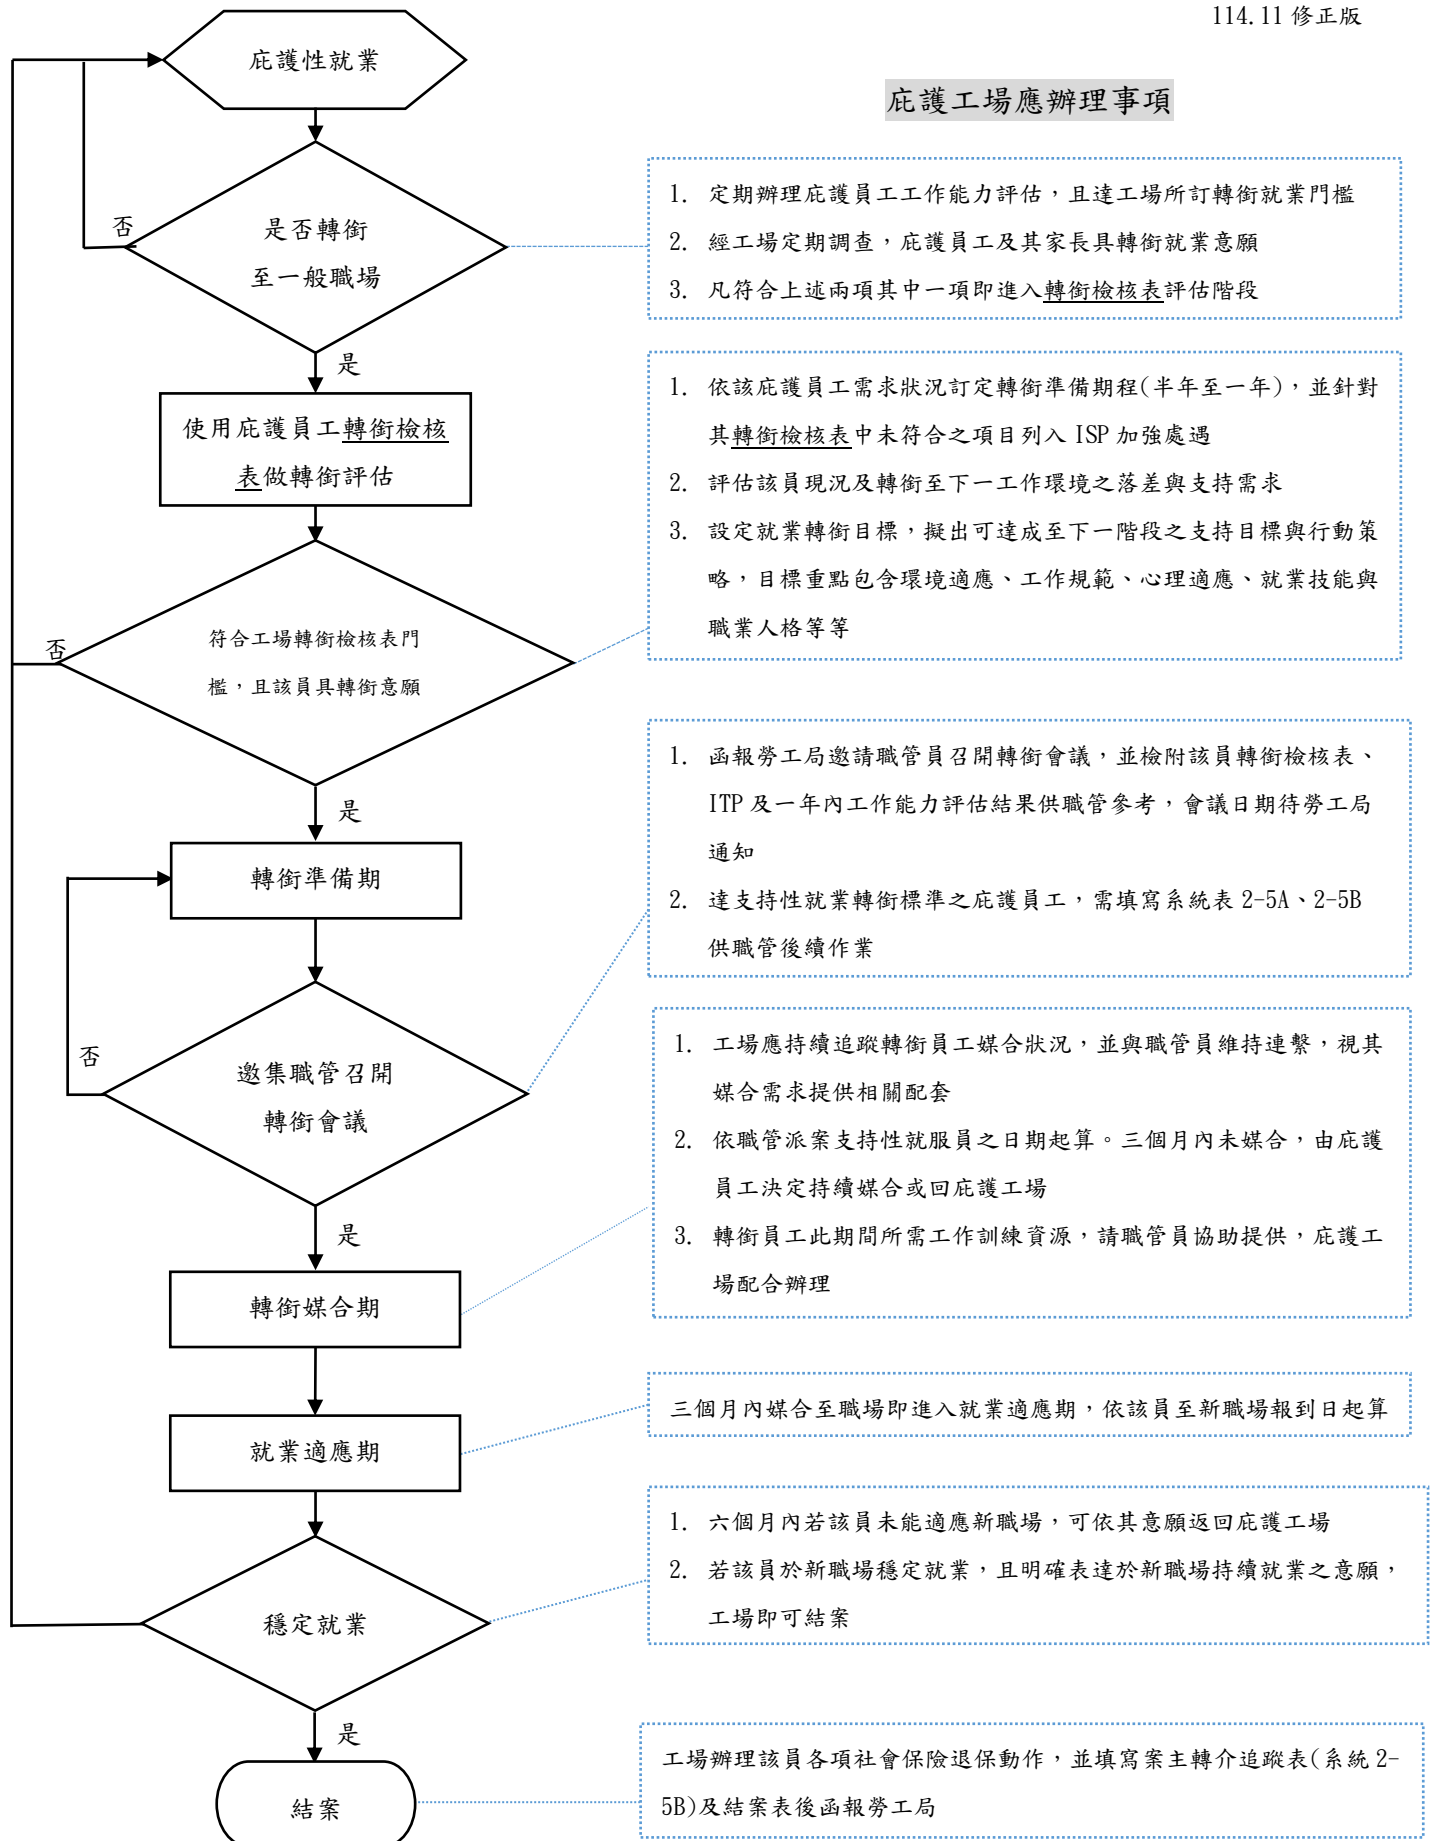 114.11 修正版
庇護性就業
庇護工場應辦理事項
否
是否轉銜
至一般職場
1. 定期辦理庇護員工工作能力評估，且達工場所訂轉銜就業門檻
2. 經工場定期調查，庇護員工及其家長具轉銜就業意願
3. 凡符合上述兩項其中一項即進入轉銜檢核表評估階段
是
使用庇護員工轉銜檢核
表做轉銜評估
1. 依該庇護員工需求狀況訂定轉銜準備期程(半年至一年)，並針對
其轉銜檢核表中未符合之項目列入 ISP 加強處遇
2. 評估該員現況及轉銜至下一工作環境之落差與支持需求
3. 設定就業轉銜目標，擬出可達成至下一階段之支持目標與行動策
略，目標重點包含環境適應、工作規範、心理適應、就業技能與
職業人格等等
否
符合工場轉銜檢核表門
檻，且該員具轉銜意願
是
1. 函報勞工局邀請職管員召開轉銜會議，並檢附該員轉銜檢核表、
ITP 及一年內工作能力評估結果供職管參考，會議日期待勞工局
通知
2. 達支持性就業轉銜標準之庇護員工，需填寫系統表 2-5A、2-5B
供職管後續作業
轉銜準備期
否
邀集職管召開
轉銜會議
1. 工場應持續追蹤轉銜員工媒合狀況，並與職管員維持連繫，視其
媒合需求提供相關配套
2. 依職管派案支持性就服員之日期起算。三個月內未媒合，由庇護
員工決定持續媒合或回庇護工場
3. 轉銜員工此期間所需工作訓練資源，請職管員協助提供，庇護工
場配合辦理
是
轉銜媒合期
三個月內媒合至職場即進入就業適應期，依該員至新職場報到日起算
就業適應期
1. 六個月內若該員未能適應新職場，可依其意願返回庇護工場
2. 若該員於新職場穩定就業，且明確表達於新職場持續就業之意願，
工場即可結案
穩定就業
是
工場辦理該員各項社會保險退保動作，並填寫案主轉介追蹤表(系統 2-
5B)及結案表後函報勞工局
結案